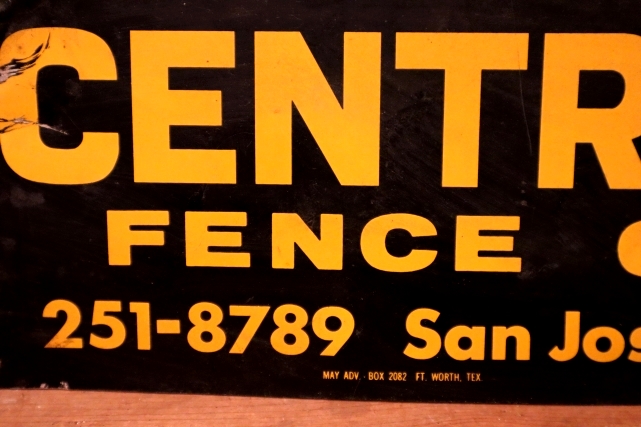 CENTR
FENCE
251-8789 San Jos
MAY ADV. - BOX 2082 FT. WORTH, TEX.